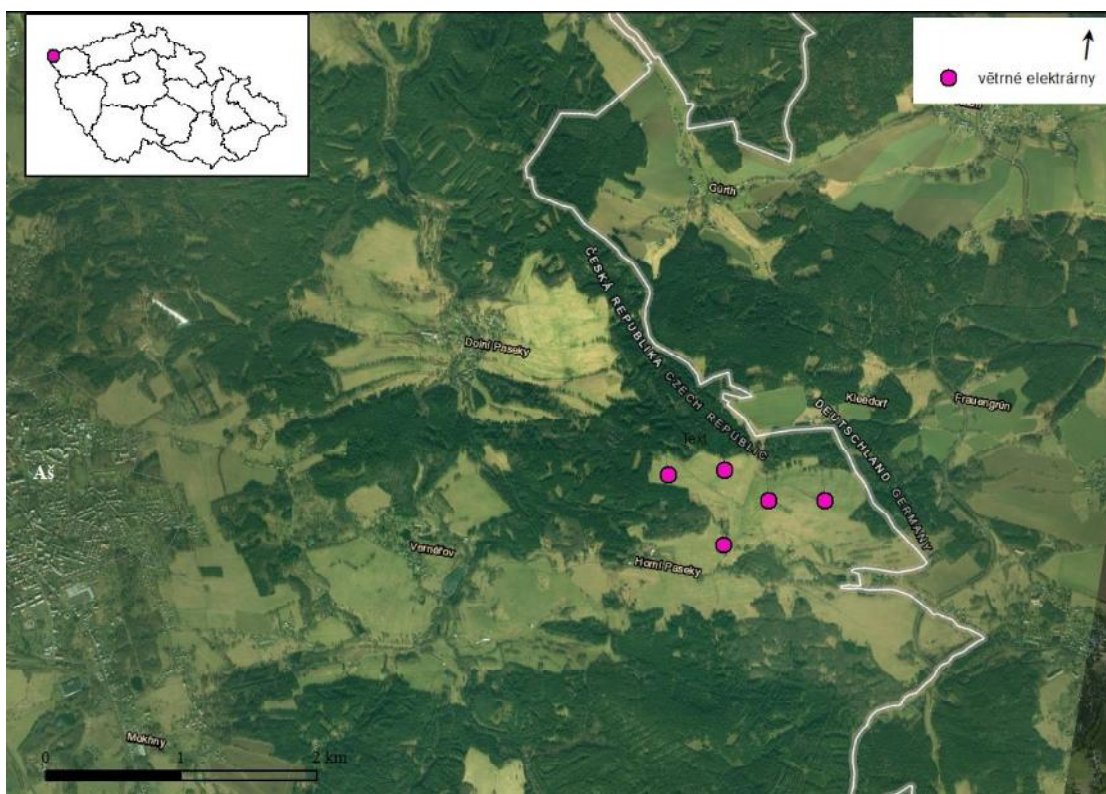 větrné elektrárny
Gürth
ČESKÁ REPUBLIKA CZECH REPUBLIC
Dolní Paseky
Kleedorf
Frauengrün
DEUTSCHLAND GERMANY
Text
Aš
Vernéřov
Horní Paseky
Mokřiny
0 1 2 km